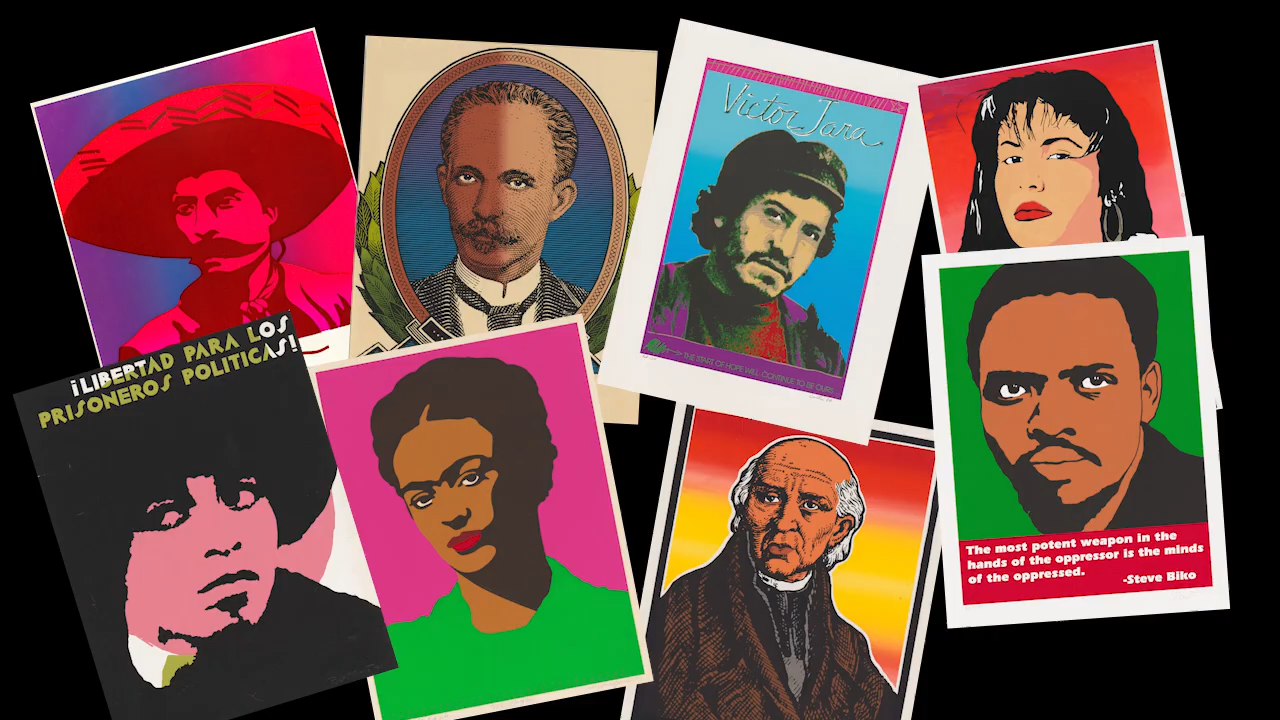 Victor Jara
THE START OF HOPE WILL CONTINUE TO BE OURS
¡LIBERTAD PARA LOS
PRISONEROS POLITICAS!
The most potent weapon in the
hands of the oppressor is the minds
of the oppressed.
-Steve Biko